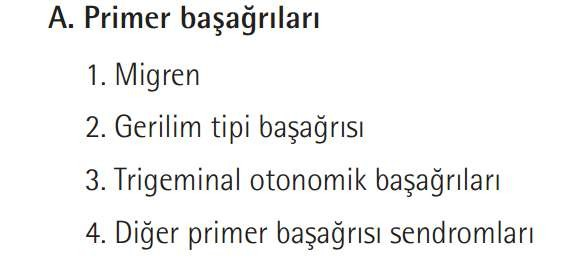 A. Primer başağrıları
1. Migren
2. Gerilim tipi başağrısı
3. Trigeminal otonomik başağrıları
4. Diğer primer başağrısı sendromları